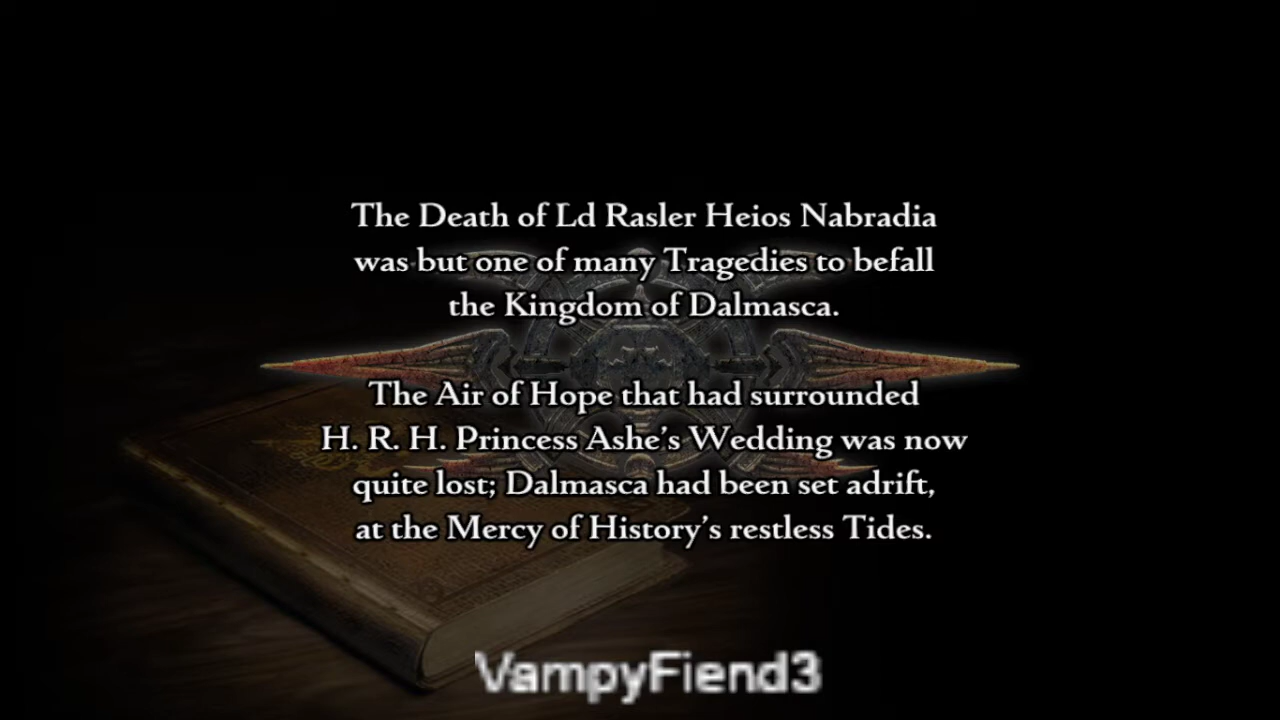 The Death of Ld Rasler Heios Nabradia
was but one of many Tragedies to befall
the Kingdom of Dalmasca.
The Air of Hope that had surrounded
H. R. H. Princess Ashe's Wedding was now
quite lost; Dalmasca had been set adrift,
at the Mercy of History's restless Tides.
VampyFiend3